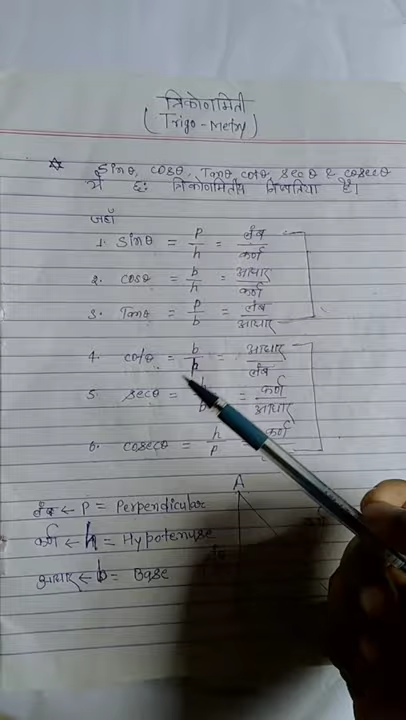 त्रिकोणमिती
(Trigo-Metry)
☆ Sinθ, cosθ, Tanθ, cotθ, secθ & cosecθ
ये छः त्रिकोणमितीय निष्पतिया है।
जहाँ
1. Sinθ = P/h = लंब/कर्ण
2. cosθ = b/h = आधार/कर्ण
3. Tanθ = P/b = लंब/आधार
4. cotθ = b/p = आधार/लंब
5. secθ = h/b = कर्ण/आधार
6. cosecθ = h/P = कर्ण
A
लंब ← P = Perpendicular
कर्ण ← h = Hypotenuse
आधार ← b = Base